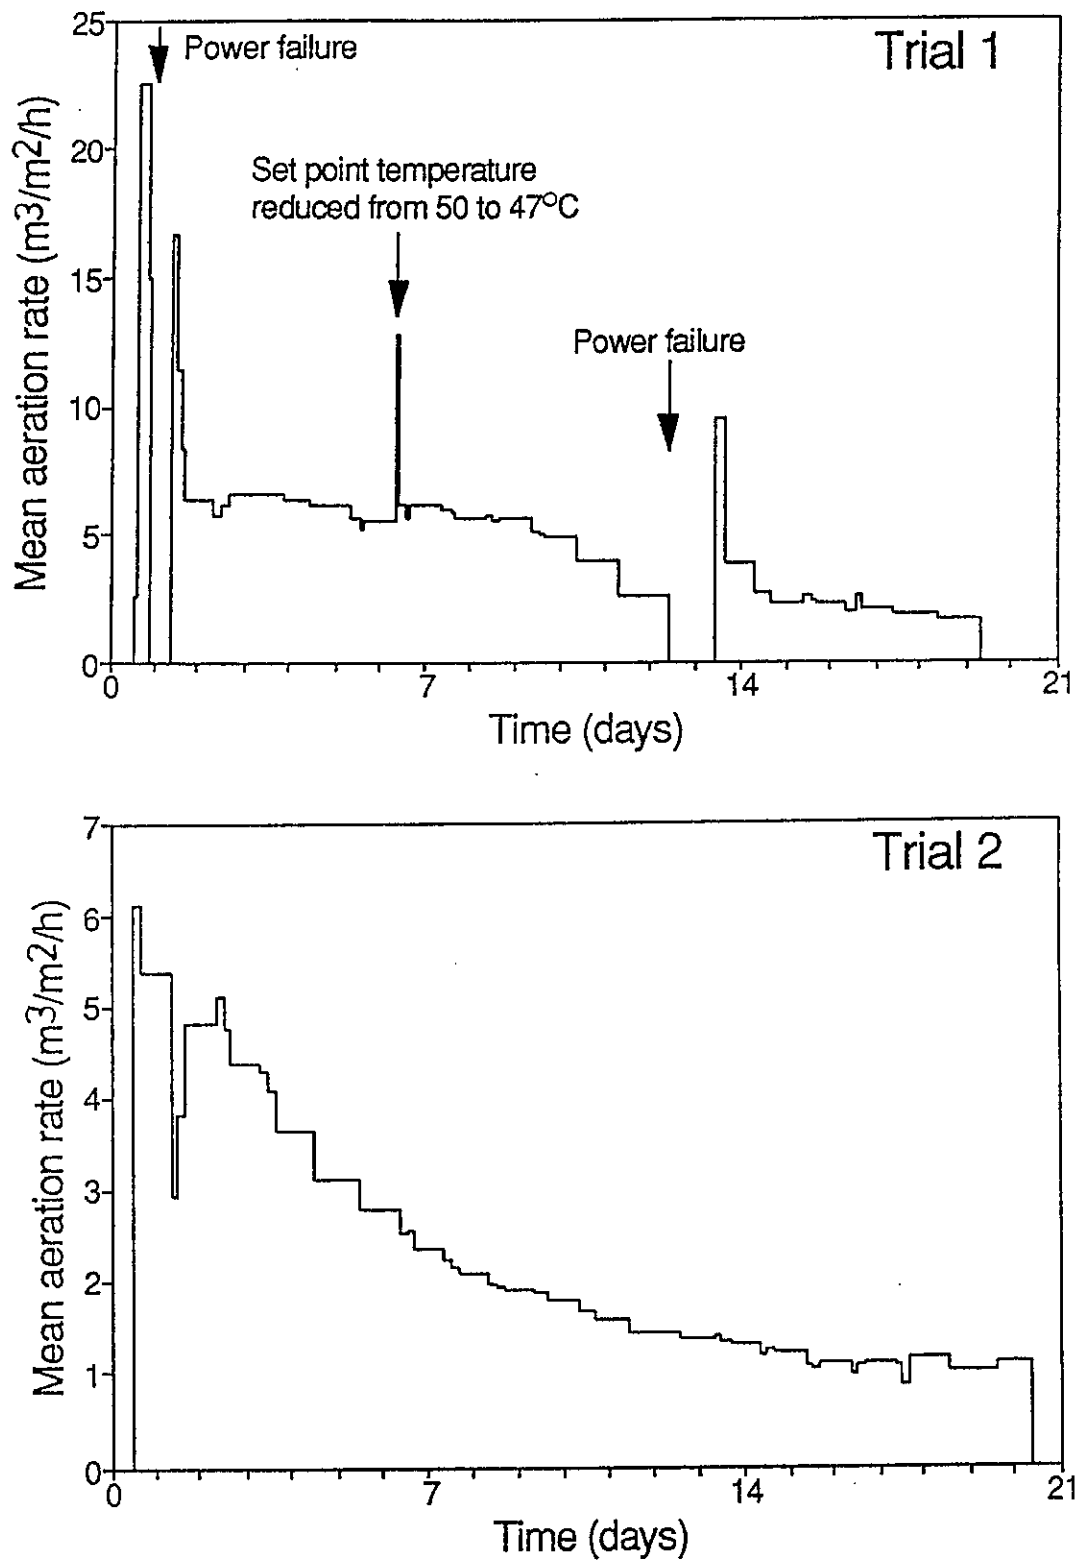 Trial 1
Mean aeration rate (m3/m2/h)
25
20
15
10
5
0
Power failure
Set point temperature
reduced from 50 to 47°C
Power failure
0
7
14
21
Time (days)
Trial 2
Mean aeration rate (m3/m2/h)
7
6
5
4
3
2
1
0
0
7
14
21
Time (days)